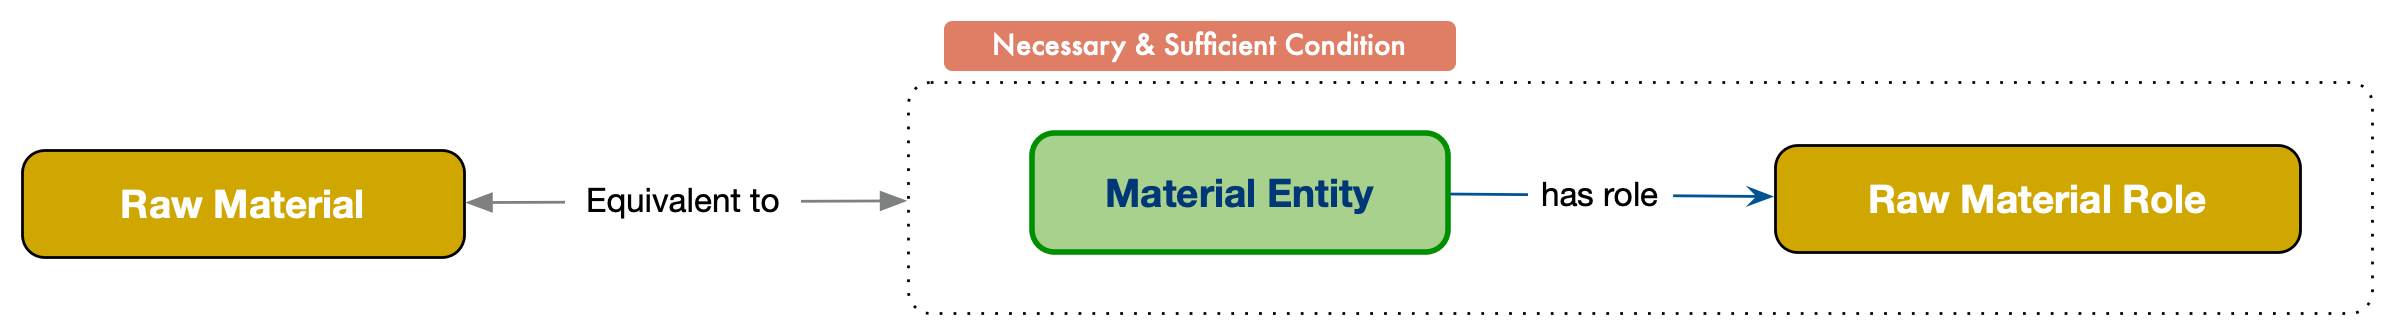 Necessary & Sufficient Condition
Raw Material
Equivalent to
Material Entity
has role
Raw Material Role